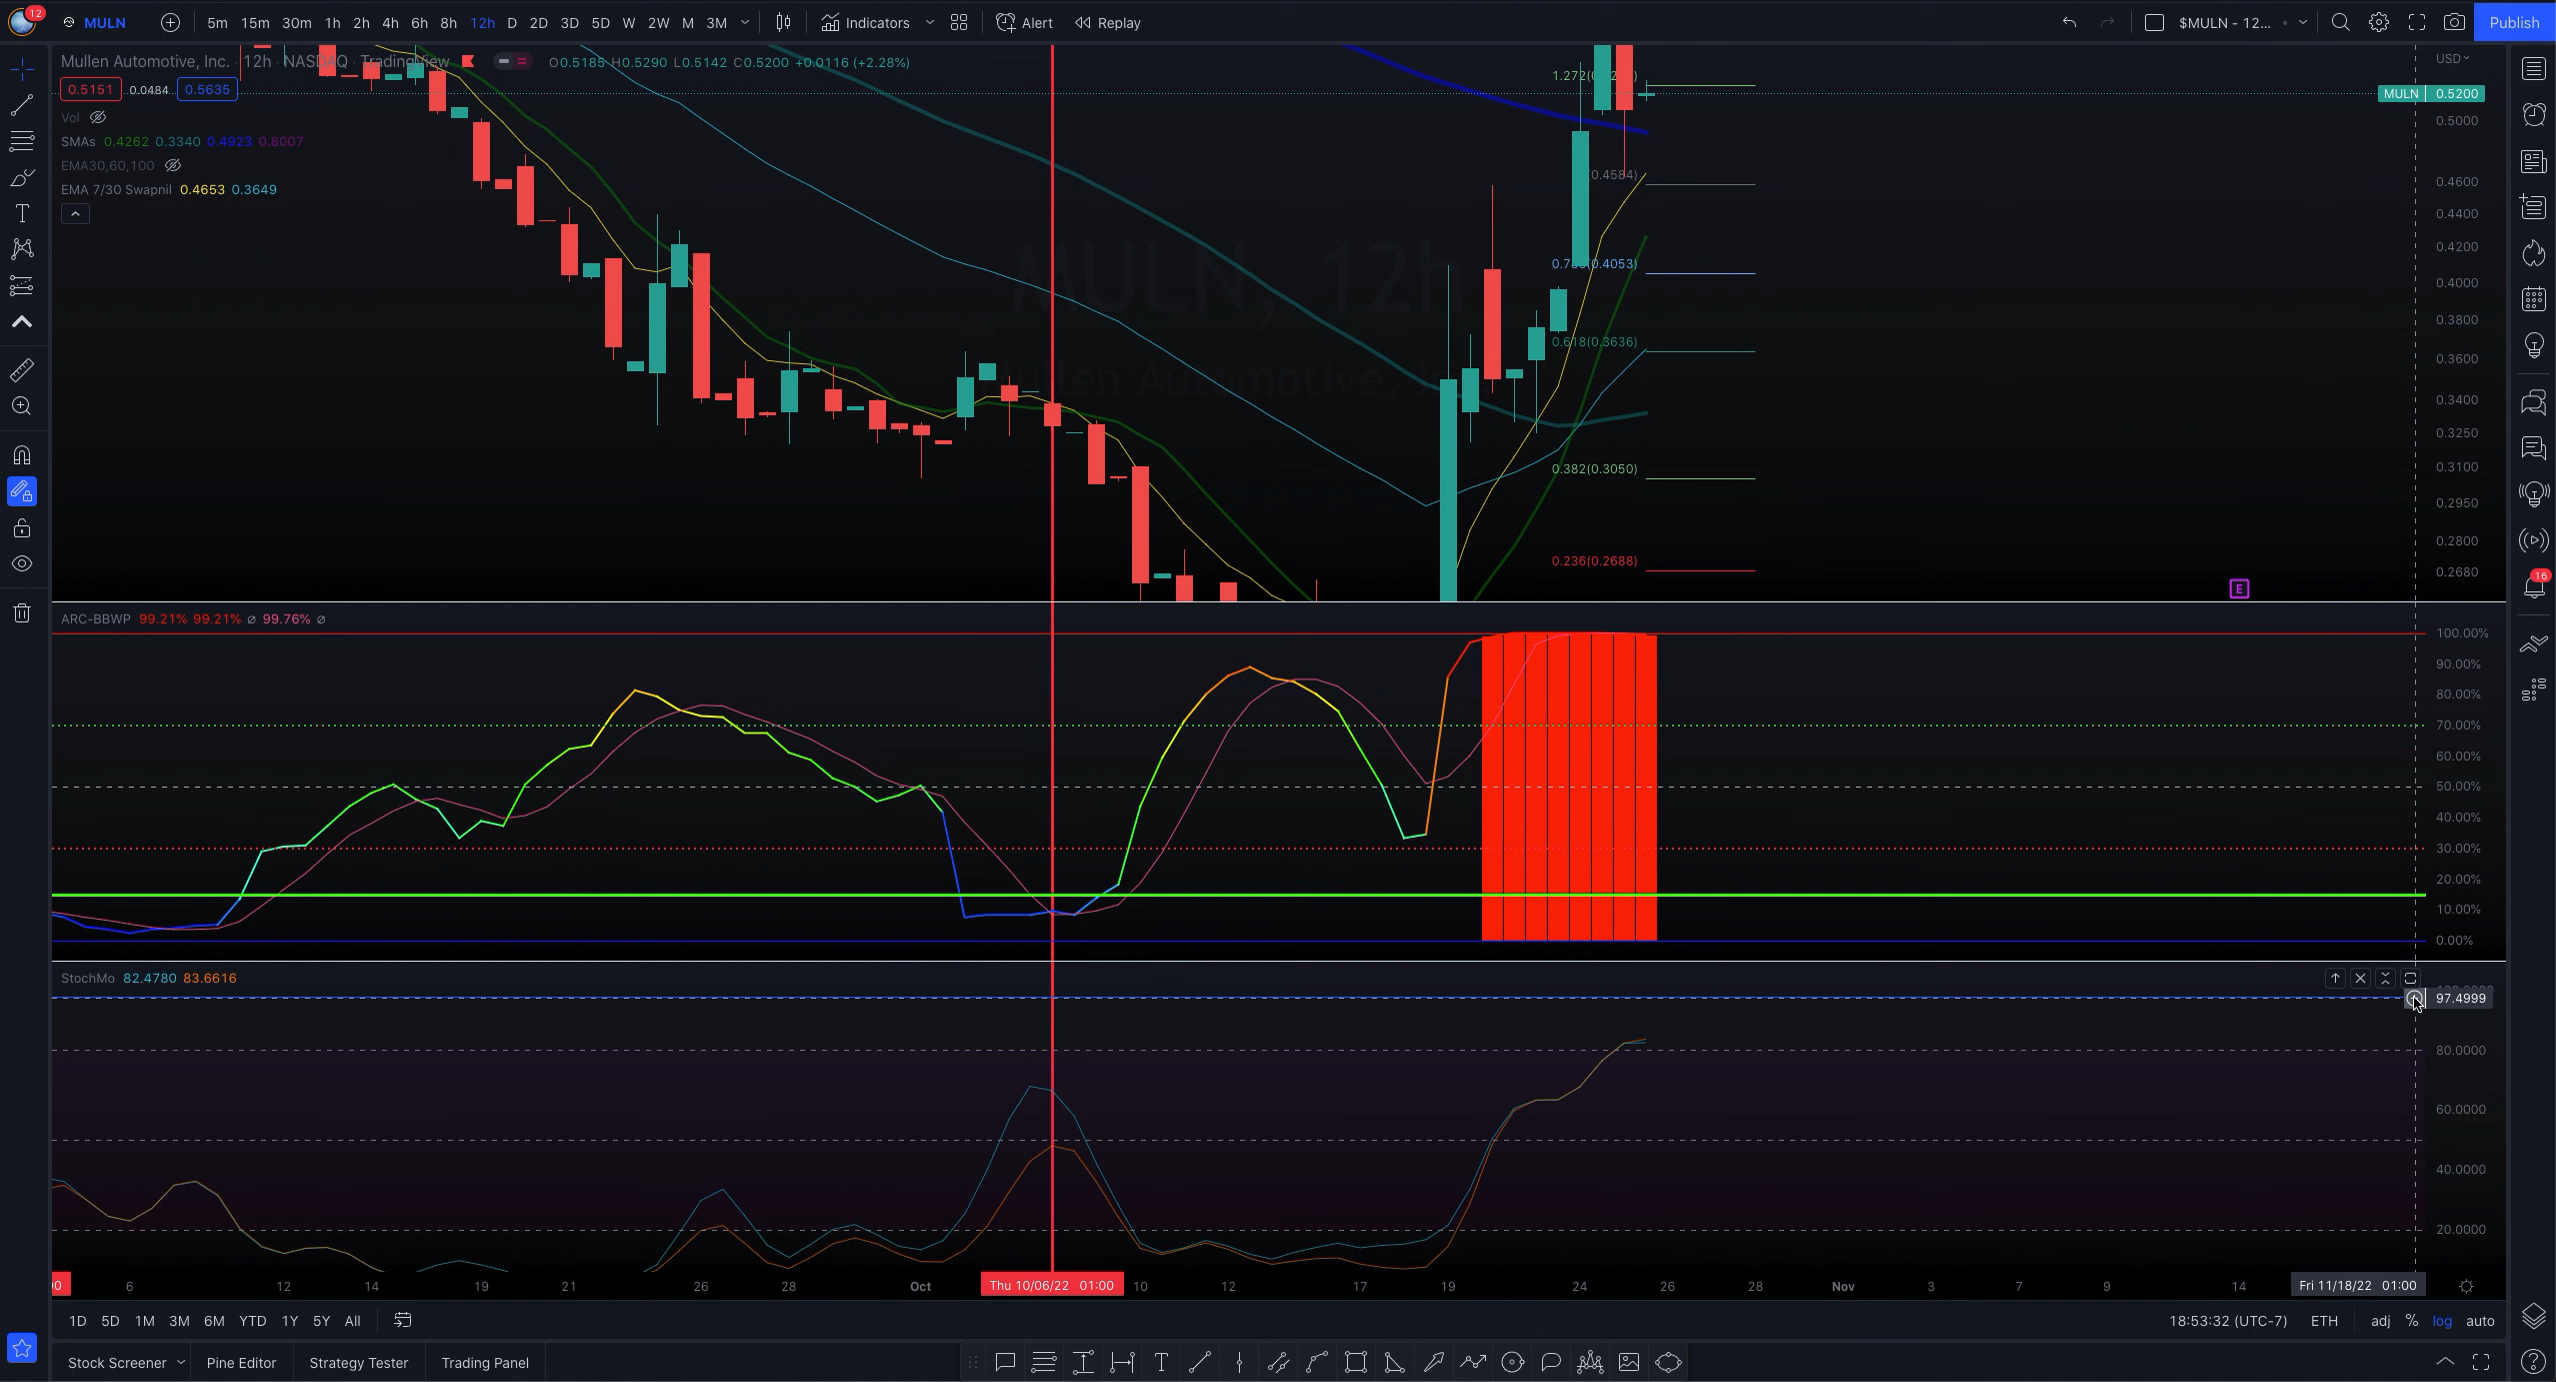 12 MULN 5m 15m 30m 1h 2h 4h 6h 8h 12h D 2D 3D 5D W 2W M 3M Indicators Alert Replay $MULN - 12... Publish
Mullen Automotive, Inc. · 12h · NASDAQ · TradingView O0.5185 H0.5290 L0.5142 C0.5200 +0.0116 (+2.28%)
0.5151 0.0484 0.5635
Vol
SMAs 0.4262 0.3340 0.4923 0.8007
EMA30,60,100
EMA 7/30 Swapnil 0.4653 0.3649
MULN, 12h
Mullen Automotive,
(0.4584)
(0.4053)
0.618(0.3636)
0.382(0.3050)
0.236(0.2688)
E
USD
MULN 0.5200
0.5000
0.4600
0.4400
0.4200
0.4000
0.3800
0.3600
0.3400
0.3250
0.3100
0.2950
0.2800
0.2680
16
ARC-BBWP 99.21% 99.21% ∅ 99.76% ∅
100.00%
90.00%
80.00%
70.00%
60.00%
50.00%
40.00%
30.00%
20.00%
10.00%
0.00%
StochMo 82.4780 83.6616
97.4999
80.0000
60.0000
40.0000
20.0000
6 12 14 19 21 26 28 Oct Thu 10/06/22 01:00 10 12 17 19 24 26 28 Nov 3 7 9 14 Fri 11/18/22 01:00
1D 5D 1M 3M 6M YTD 1Y 5Y All 18:53:32 (UTC-7) ETH adj % log auto
Stock Screener Pine Editor Strategy Tester Trading Panel